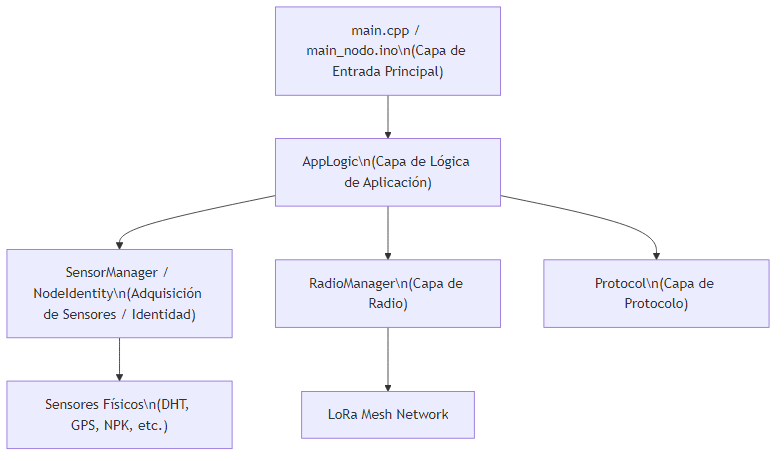 main.cpp /
main_nodo.ino\n(Capa de
Entrada Principal)
AppLogic\n(Capa de Lógica
de Aplicación)
SensorManager /
NodeIdentity\n(Adquisición
de Sensores / Identidad)
RadioManager\n(Capa de
Radio)
Protocol\n(Capa de
Protocolo)
Sensores Físicos\n(DHT,
GPS, NPK, etc.)
LoRa Mesh Network